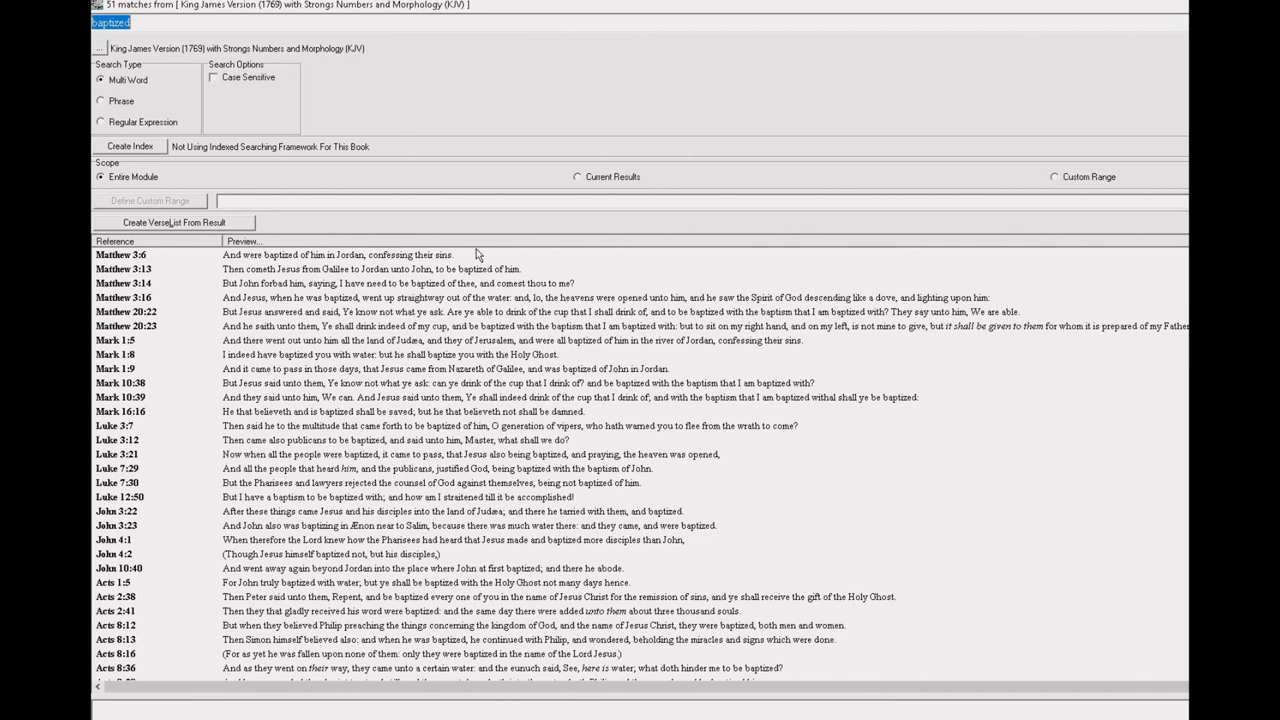 51 matches from [ King James Version (1769) with Strongs Numbers and Morphology (KJV) ]
baptized
... King James Version (1769) with Strongs Numbers and Morphology (KJV)
Search Type Search Options
Multi Word Case Sensitive
Phrase
Regular Expression
Create Index Not Using Indexed Searching Framework For This Book
Scope
Entire Module Current Results Custom Range
Define Custom Range
Create VerseList From Result
Reference Preview...
Matthew 3:6 And were baptized of him in Jordan, confessing their sins.
Matthew 3:13 Then cometh Jesus from Galilee to Jordan unto John, to be baptized of him.
Matthew 3:14 But John forbad him, saying, I have need to be baptized of thee, and comest thou to me?
Matthew 3:16 And Jesus, when he was baptized, went up straightway out of the water: and, lo, the heavens were opened unto him, and he saw the Spirit of God descending like a dove, and lighting upon him:
Matthew 20:22 But Jesus answered and said, Ye know not what ye ask. Are ye able to drink of the cup that I shall drink of, and to be baptized with the baptism that I am baptized with? They say unto him, We are able.
Matthew 20:23 And he saith unto them, Ye shall drink indeed of my cup, and be baptized with the baptism that I am baptized with: but to sit on my right hand, and on my left, is not mine to give, but it shall be given to them for whom it is prepared of my Father
Mark 1:5 And there went out unto him all the land of Judæa, and they of Jerusalem, and were all baptized of him in the river of Jordan, confessing their sins.
Mark 1:8 I indeed have baptized you with water: but he shall baptize you with the Holy Ghost.
Mark 1:9 And it came to pass in those days, that Jesus came from Nazareth of Galilee, and was baptized of John in Jordan.
Mark 10:38 But Jesus said unto them, Ye know not what ye ask: can ye drink of the cup that I drink of? and be baptized with the baptism that I am baptized with?
Mark 10:39 And they said unto him, We can. And Jesus said unto them, Ye shall indeed drink of the cup that I drink of; and with the baptism that I am baptized withal shall ye be baptized:
Mark 16:16 He that believeth and is baptized shall be saved; but he that believeth not shall be damned.
Luke 3:7 Then said he to the multitude that came forth to be baptized of him, O generation of vipers, who hath warned you to flee from the wrath to come?
Luke 3:12 Then came also publicans to be baptized, and said unto him, Master, what shall we do?
Luke 3:21 Now when all the people were baptized, it came to pass, that Jesus also being baptized, and praying, the heaven was opened,
Luke 7:29 And all the people that heard him, and the publicans, justified God, being baptized with the baptism of John.
Luke 7:30 But the Pharisees and lawyers rejected the counsel of God against themselves, being not baptized of him.
Luke 12:50 But I have a baptism to be baptized with; and how am I straitened till it be accomplished!
John 3:22 After these things came Jesus and his disciples into the land of Judæa; and there he tarried with them, and baptized.
John 3:23 And John also was baptizing in Ænon near to Salim, because there was much water there: and they came, and were baptized.
John 4:1 When therefore the Lord knew how the Pharisees had heard that Jesus made and baptized more disciples than John,
John 4:2 (Though Jesus himself baptized not, but his disciples,)
John 10:40 And went away again beyond Jordan into the place where John at first baptized; and there he abode.
Acts 1:5 For John truly baptized with water; but ye shall be baptized with the Holy Ghost not many days hence.
Acts 2:38 Then Peter said unto them, Repent, and be baptized every one of you in the name of Jesus Christ for the remission of sins, and ye shall receive the gift of the Holy Ghost.
Acts 2:41 Then they that gladly received his word were baptized: and the same day there were added unto them about three thousand souls.
Acts 8:12 But when they believed Philip preaching the things concerning the kingdom of God, and the name of Jesus Christ, they were baptized, both men and women.
Acts 8:13 Then Simon himself believed also: and when he was baptized, he continued with Philip, and wondered, beholding the miracles and signs which were done.
Acts 8:16 (For as yet he was fallen upon none of them: only they were baptized in the name of the Lord Jesus.)
Acts 8:36 And as they went on their way, they came unto a certain water: and the eunuch said, See, here is water; what doth hinder me to be baptized?